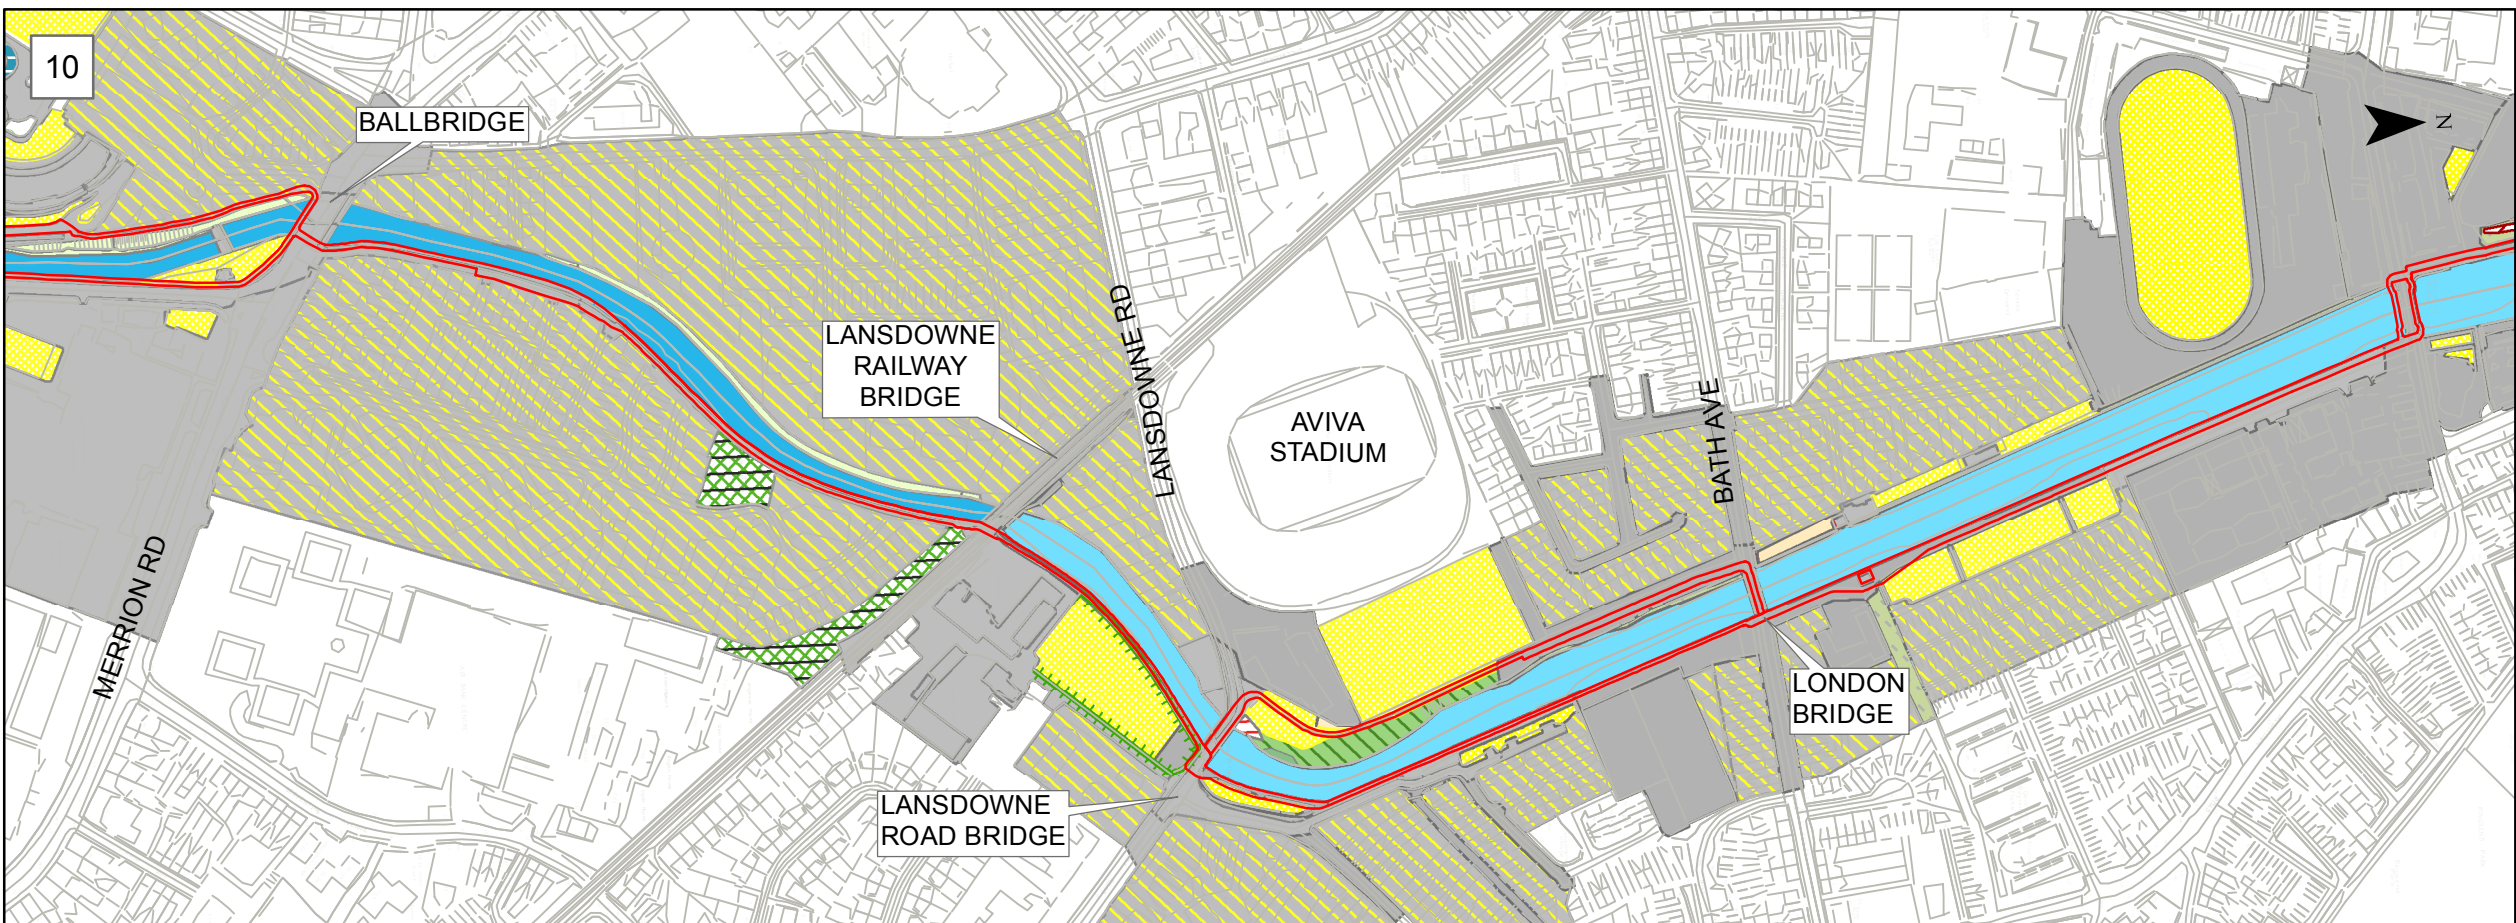 10
BALLBRIDGE
LANSDOWNE
RAILWAY
BRIDGE
LANSDOWNE RD
AVIVA
STADIUM
BATH AVE
N
MERRION RD
LONDON
BRIDGE
LANSDOWNE
ROAD BRIDGE